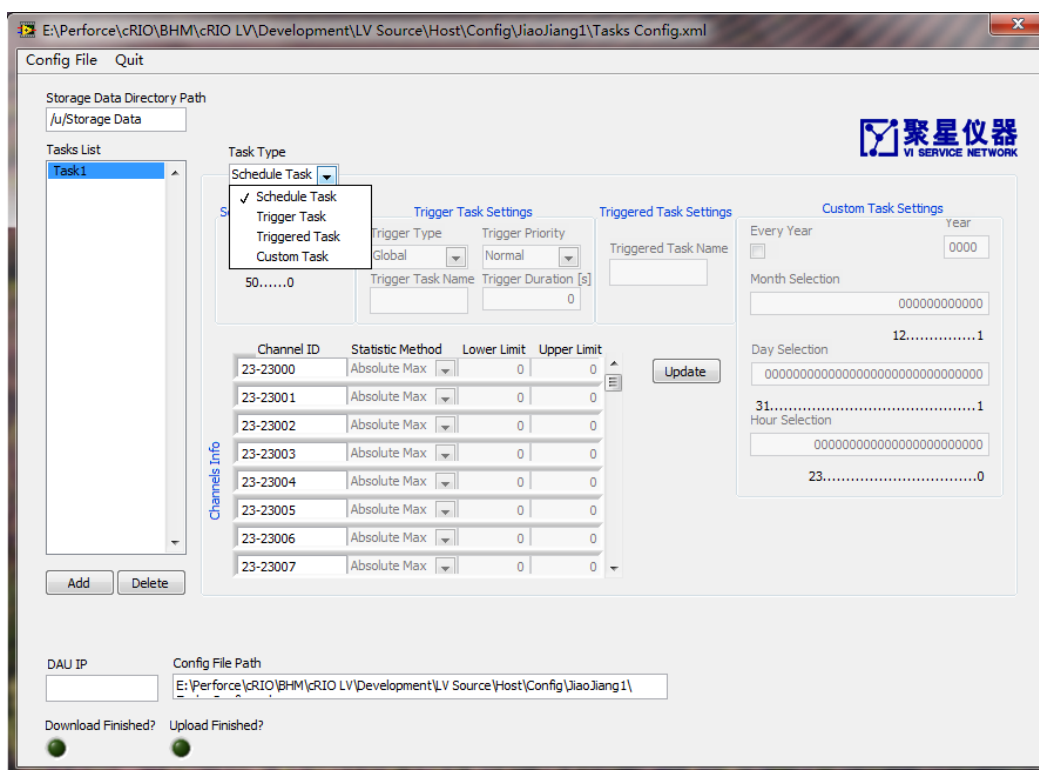 E:\Perforce\cRIO\BHM\cRIO LV\Development\LV Source\Host\Config\JiaoJiang1\Tasks Config.xml
Config File Quit
Storage Data Directory Path
/u/Storage Data
聚星仪器
VI SERVICE NETWORK
Tasks List
Task1
Task Type
Schedule Task
✓ Schedule Task
Trigger Task
Triggered Task
Custom Task
50......0
Trigger Task Settings
Trigger Type Trigger Priority
Global Normal
Trigger Task Name Trigger Duration [s]
0
Triggered Task Settings
Triggered Task Name
Custom Task Settings
Every Year Year
0000
Month Selection
000000000000
12...............1
Day Selection
0000000000000000000000000000000
31............................................1
Hour Selection
000000000000000000000000
23.................................0
Channels Info
Channel ID Statistic Method Lower Limit Upper Limit
23-23000 Absolute Max 0 0
23-23001 Absolute Max 0 0
23-23002 Absolute Max 0 0
23-23003 Absolute Max 0 0
23-23004 Absolute Max 0 0
23-23005 Absolute Max 0 0
23-23006 Absolute Max 0 0
23-23007 Absolute Max 0 0
Update
Add Delete
DAU IP
Config File Path
E:\Perforce\cRIO\BHM\cRIO LV\Development\LV Source\Host\Config\JiaoJiang1\
Download Finished? Upload Finished?